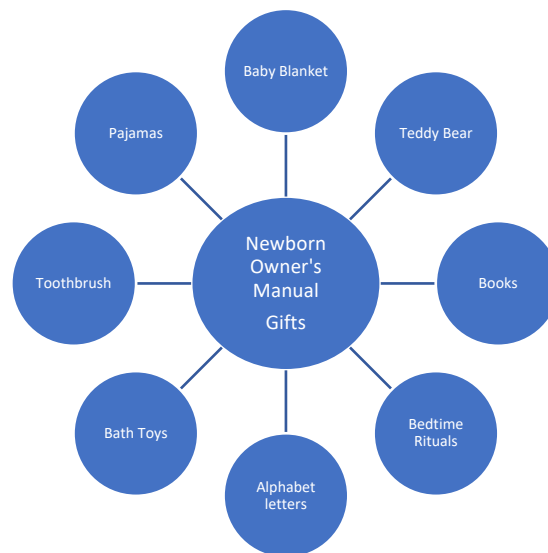 Baby Blanket
Teddy Bear
Books
Bedtime
Rituals
Alphabet
letters
Bath Toys
Toothbrush
Pajamas
Newborn
Owner's
Manual
Gifts